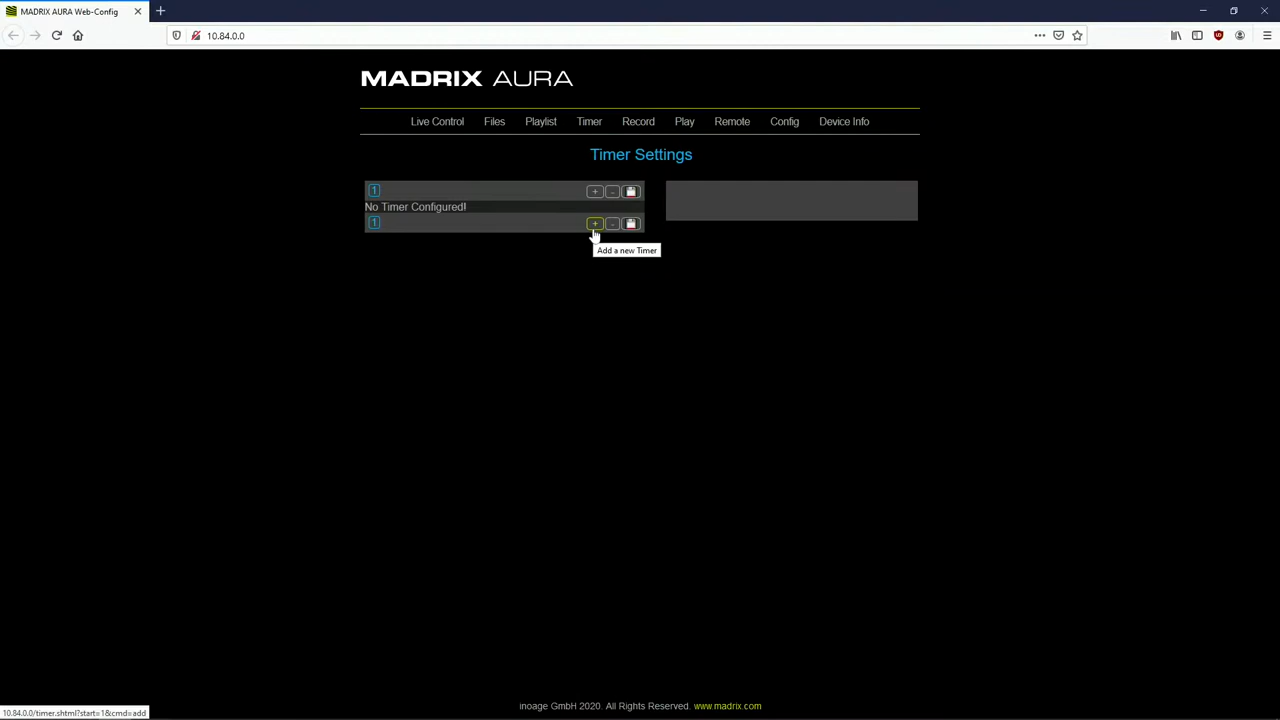 MADRIX AURA Web-Config
10.84.0.0
MADRIX AURA
Live Control Files Playlist Timer Record Play Remote Config Device Info
Timer Settings
1 + -
No Timer Configured!
1 + -
Add a new Timer
inoage GmbH 2020. All Rights Reserved. www.madrix.com
10.84.0.0/timer.shtml?start=1&cmd=add